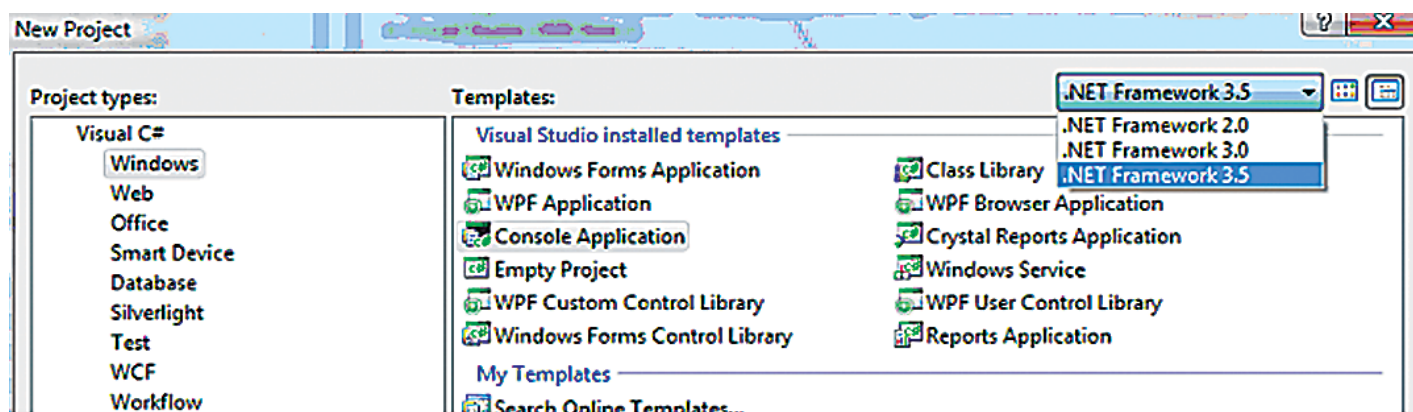 New Project
?
X
Project types:
Templates:
.NET Framework 3.5
.NET Framework 2.0
.NET Framework 3.0
.NET Framework 3.5
Visual C#
Windows
Web
Office
Smart Device
Database
Silverlight
Test
WCF
Workflow
Visual Studio installed templates
Windows Forms Application
WPF Application
Console Application
Empty Project
WPF Custom Control Library
Windows Forms Control Library
Class Library
WPF Browser Application
Crystal Reports Application
Windows Service
WPF User Control Library
Reports Application
My Templates
Search Online Templates...